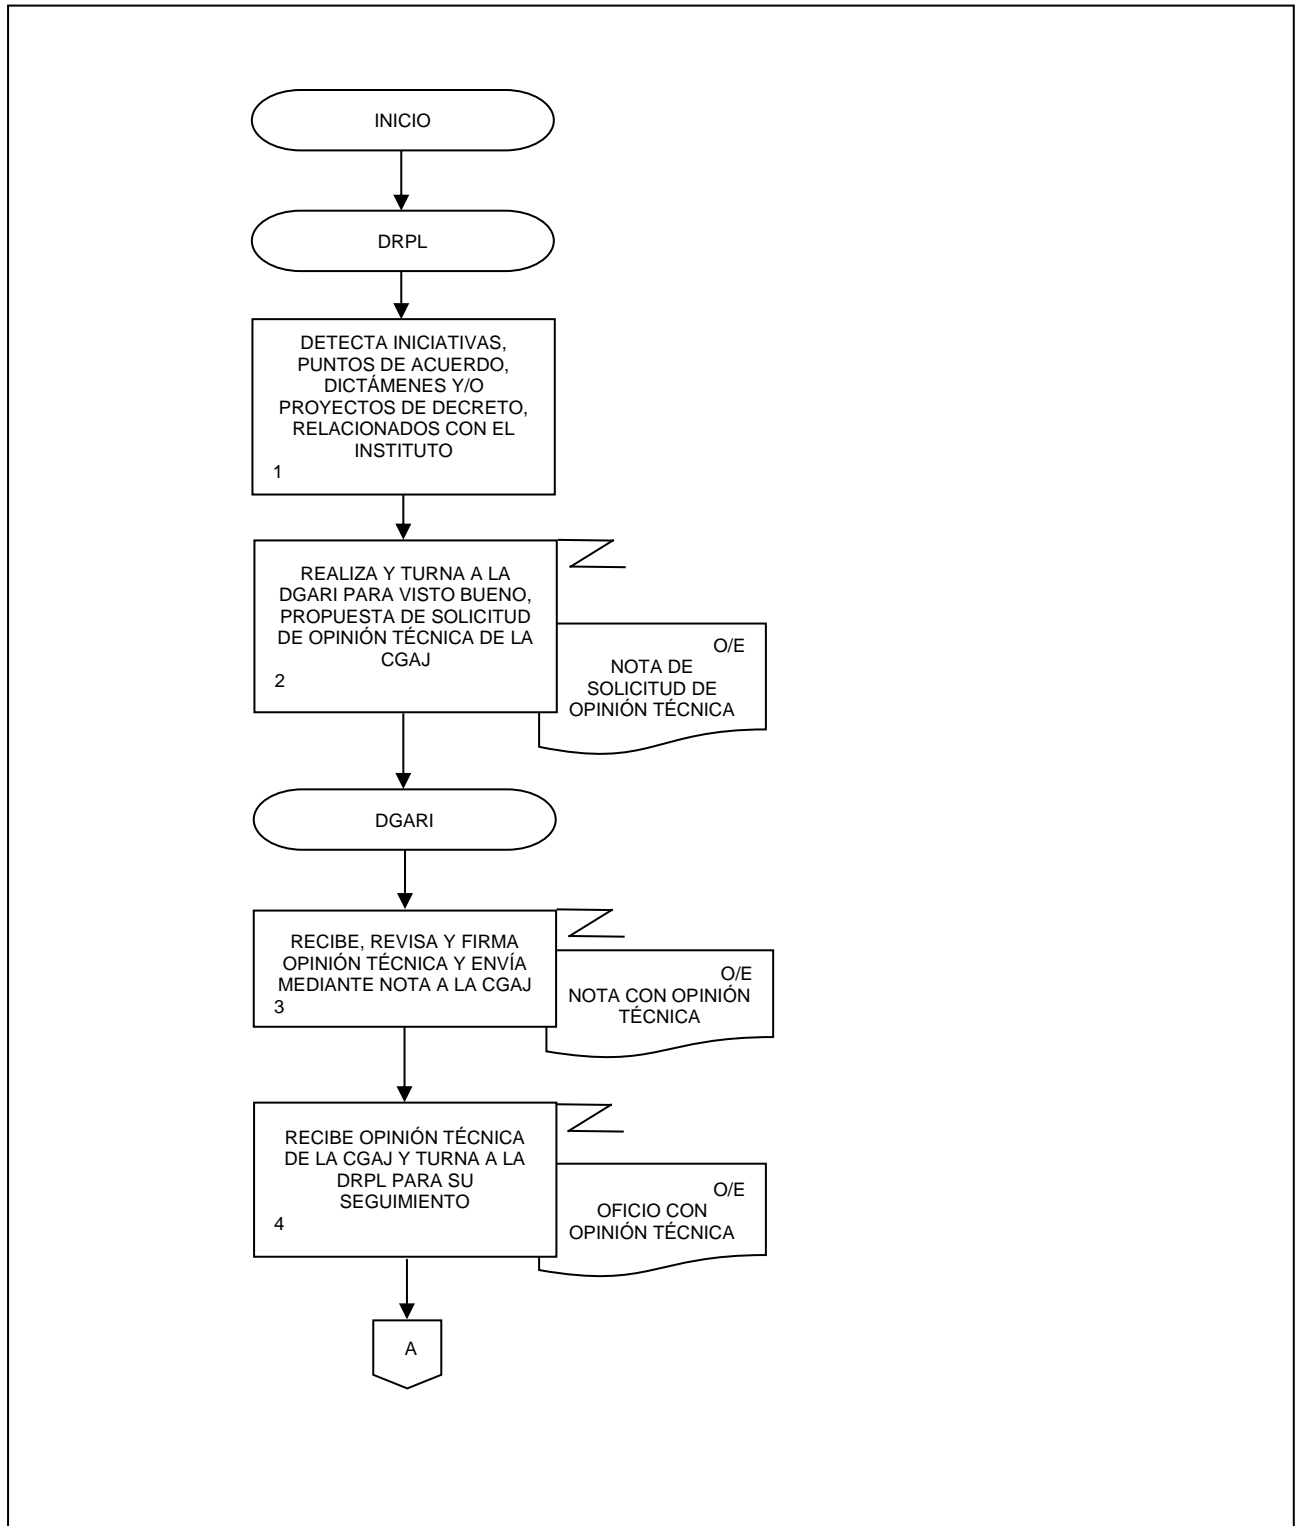 INICIO
DRPL
DETECTA INICIATIVAS,
PUNTOS DE ACUERDO,
DICTÁMENES Y/O
PROYECTOS DE DECRETO,
RELACIONADOS CON EL
INSTITUTO
1
REALIZA Y TURNA A LA
DGARI PARA VISTO BUENO,
PROPUESTA DE SOLICITUD
DE OPINIÓN TÉCNICA DE LA
CGAJ
2
O/E
NOTA DE
SOLICITUD DE
OPINIÓN TÉCNICA
DGARI
RECIBE, REVISA Y FIRMA
OPINIÓN TÉCNICA Y ENVÍA
MEDIANTE NOTA A LA CGAJ
3
O/E
NOTA CON OPINIÓN
TÉCNICA
RECIBE OPINIÓN TÉCNICA
DE LA CGAJ Y TURNA A LA
DRPL PARA SU
SEGUIMIENTO
4
O/E
OFICIO CON
OPINIÓN TÉCNICA
A